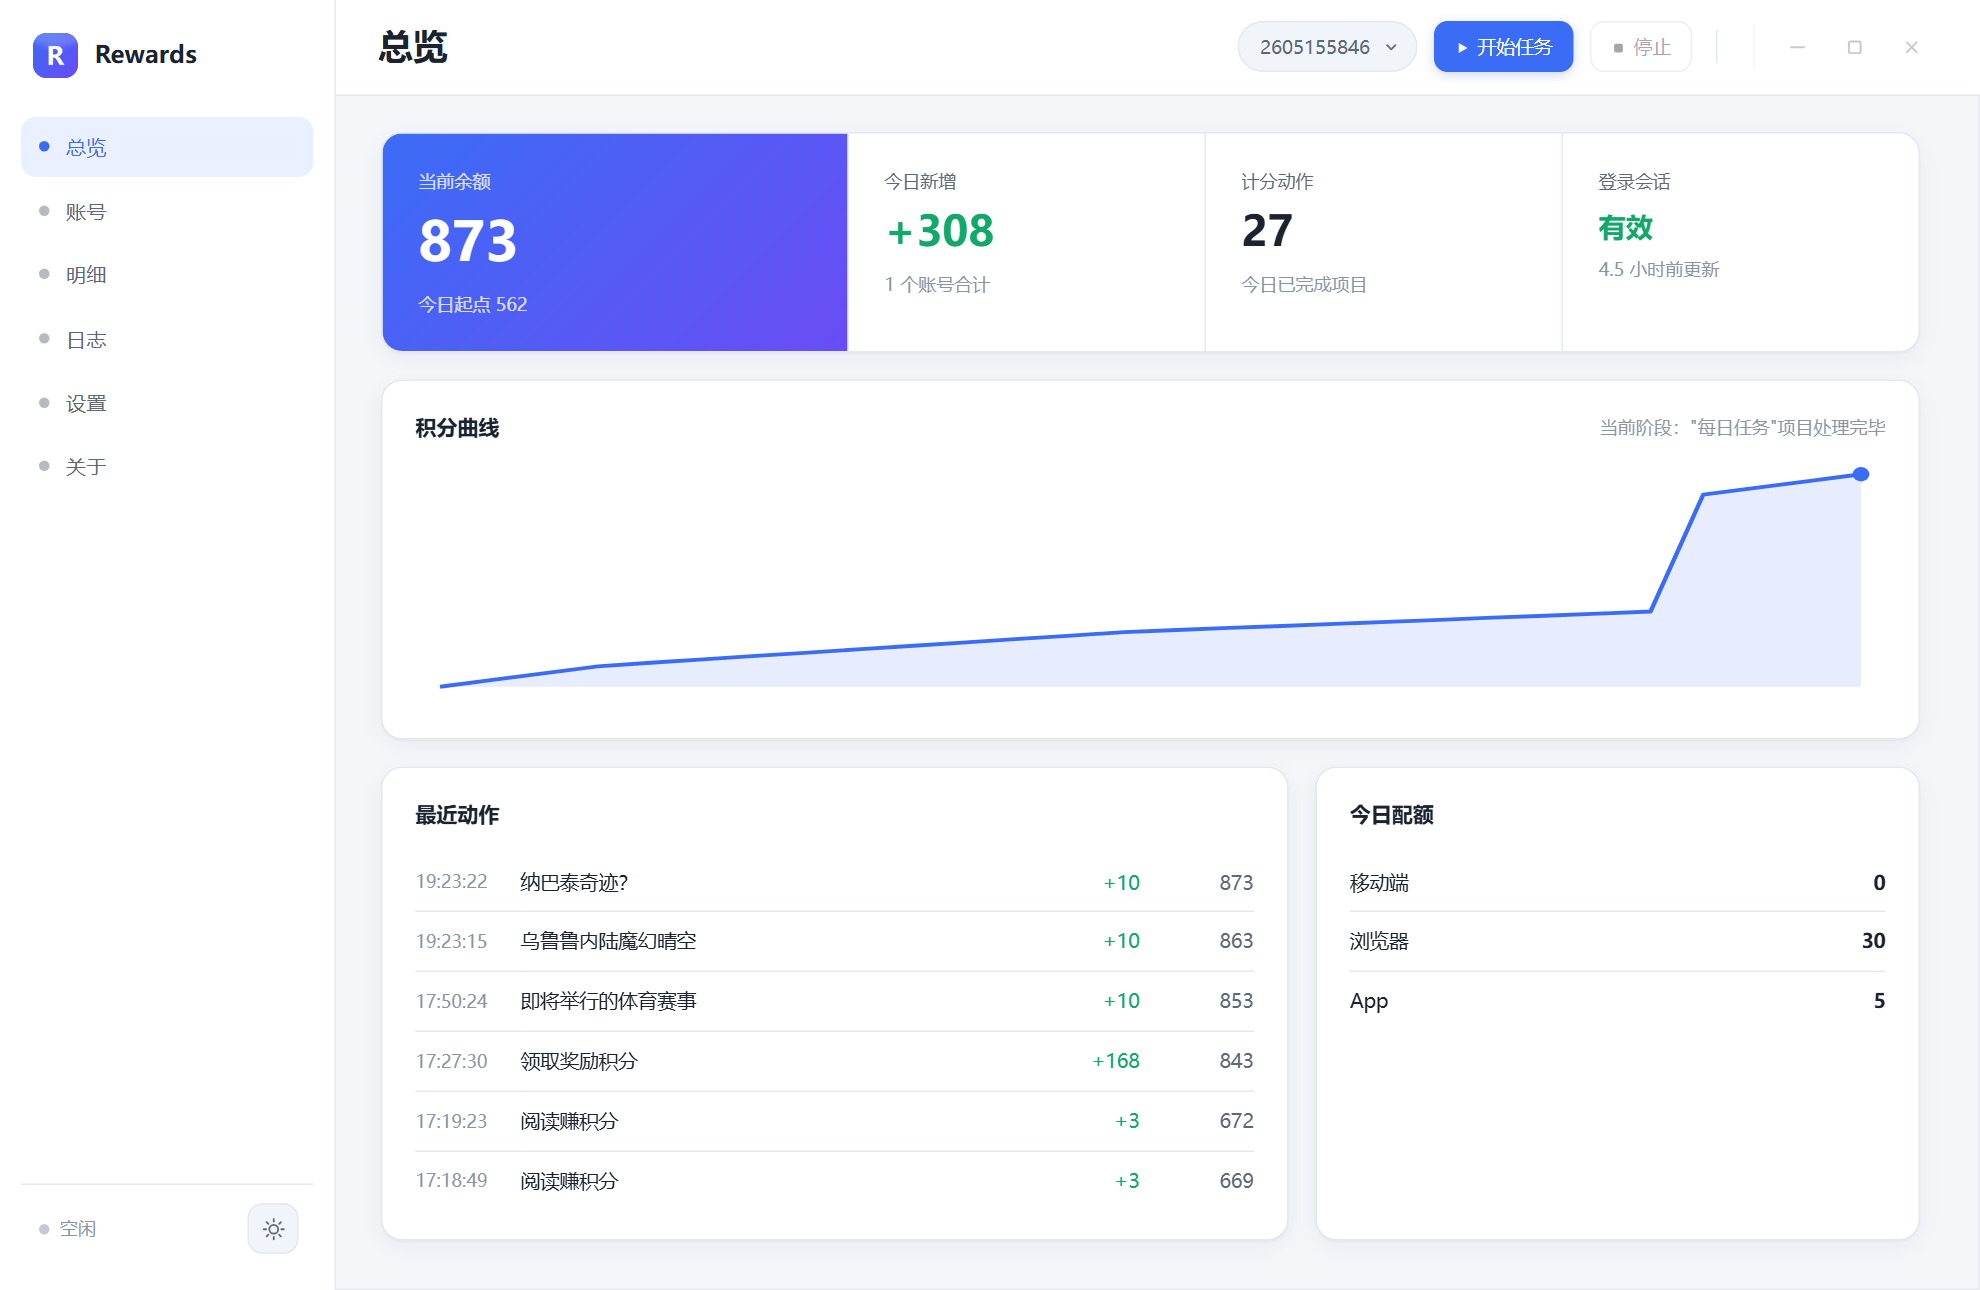 R Rewards
总览
账号
明细
日志
设置
关于
空闲
总览
2605155846
开始任务
停止
当前余额
873
今日起点 562
今日新增
+308
1 个账号合计
计分动作
27
今日已完成项目
登录会话
有效
4.5 小时前更新
积分曲线
当前阶段："每日任务"项目处理完毕
最近动作
19:23:22 纳巴泰奇迹? +10 873
19:23:15 乌鲁鲁内陆魔幻晴空 +10 863
17:50:24 即将举行的体育赛事 +10 853
17:27:30 领取奖励积分 +168 843
17:19:23 阅读赚积分 +3 672
17:18:49 阅读赚积分 +3 669
今日配额
移动端 0
浏览器 30
App 5